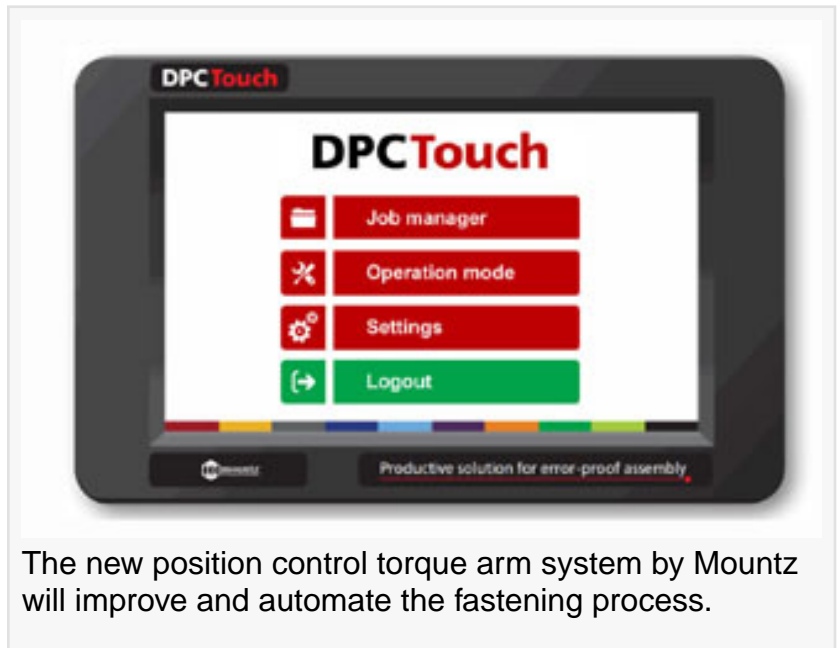 DPCTouch
DPCTouch
Job manager
Operation mode
Settings
Logout
Mountz
Productive solution for error-proof assembly
The new position control torque arm system by Mountz
will improve and automate the fastening process.